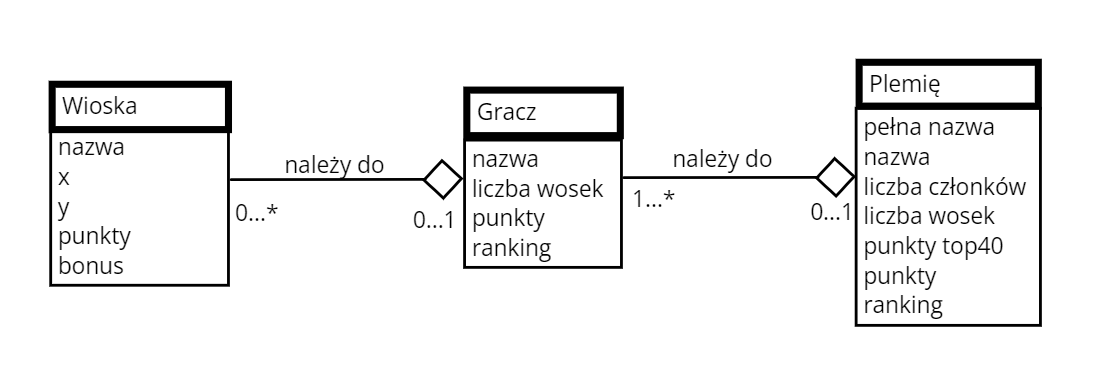 Wioska
nazwa
x
y
punkty
bonus
należy do
0...*
0...1
Gracz
nazwa
liczba wosek
punkty
ranking
należy do
1...*
0...1
Plemię
pełna nazwa
nazwa
liczba członków
liczba wosek
punkty top40
punkty
ranking